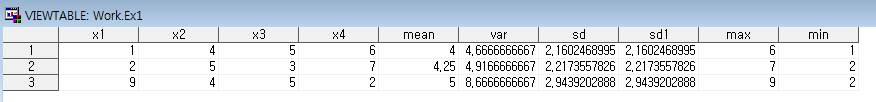 VIEWTABLE: Work.Ex1
x1 x2 x3 x4 mean var sd sd1 max min
1 1 4 5 6 4 4,6666666667 2,1602468995 2,1602468995 6 1
2 2 5 3 7 4,25 4,9166666667 2,2173557826 2,2173557826 7 2
3 9 4 5 2 5 8,6666666667 2,9439202888 2,9439202888 9 2